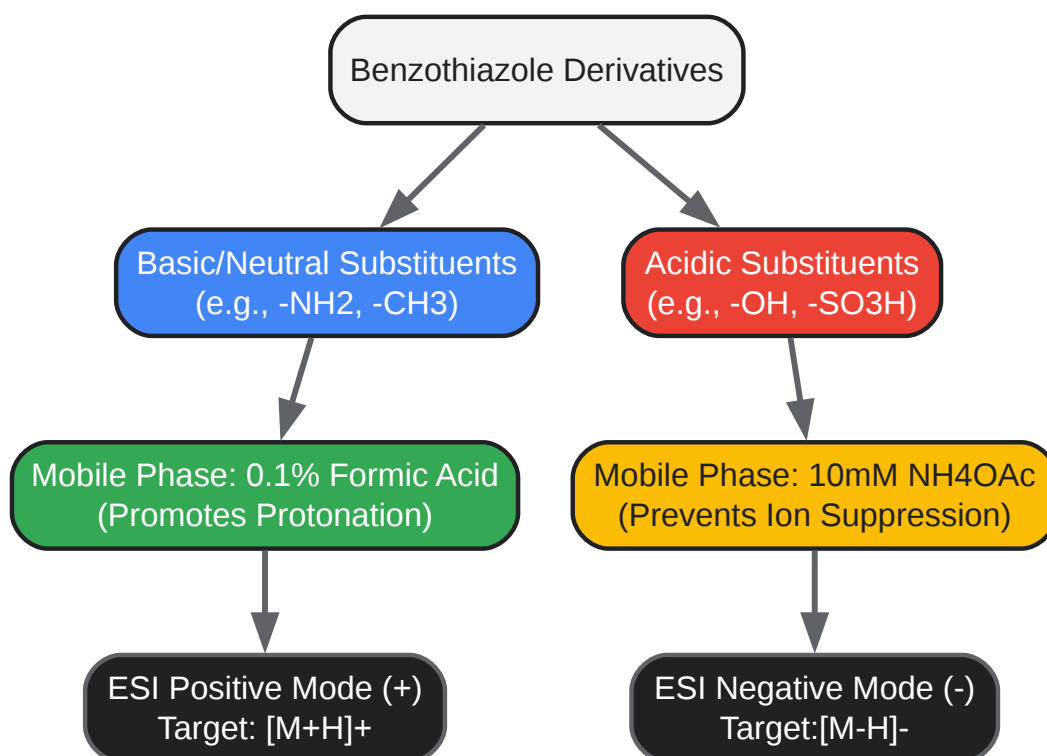 Benzothiazole Derivatives
Basic/Neutral Substituents
(e.g., -NH2, -CH3)
Acidic Substituents
(e.g., -OH, -SO3H)
Mobile Phase: 0.1% Formic Acid
(Promotes Protonation)
Mobile Phase: 10mM NH4OAc
(Prevents Ion Suppression)
ESI Positive Mode (+)
Target: [M+H]+
ESI Negative Mode (-)
Target:[M-H]-